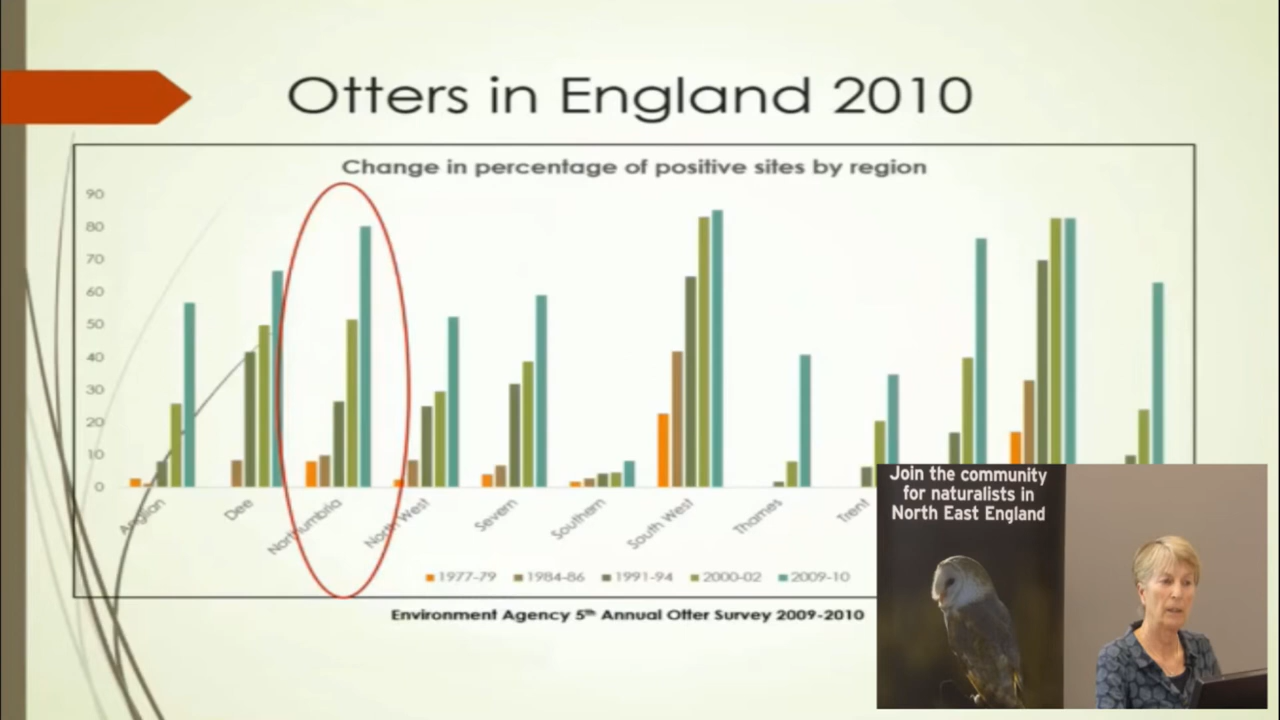 Otters in England 2010
Change in percentage of positive sites by region
90
80
70
60
50
40
30
20
10
0
Anglian
Dee
Northumbria
North West
Severn
Southern
South West
Thames
Trent
1977-79 1984-86 1991-94 2000-02 2009-10
Environment Agency 5th Annual Otter Survey 2009-2010
Join the community
for naturalists in
North East England